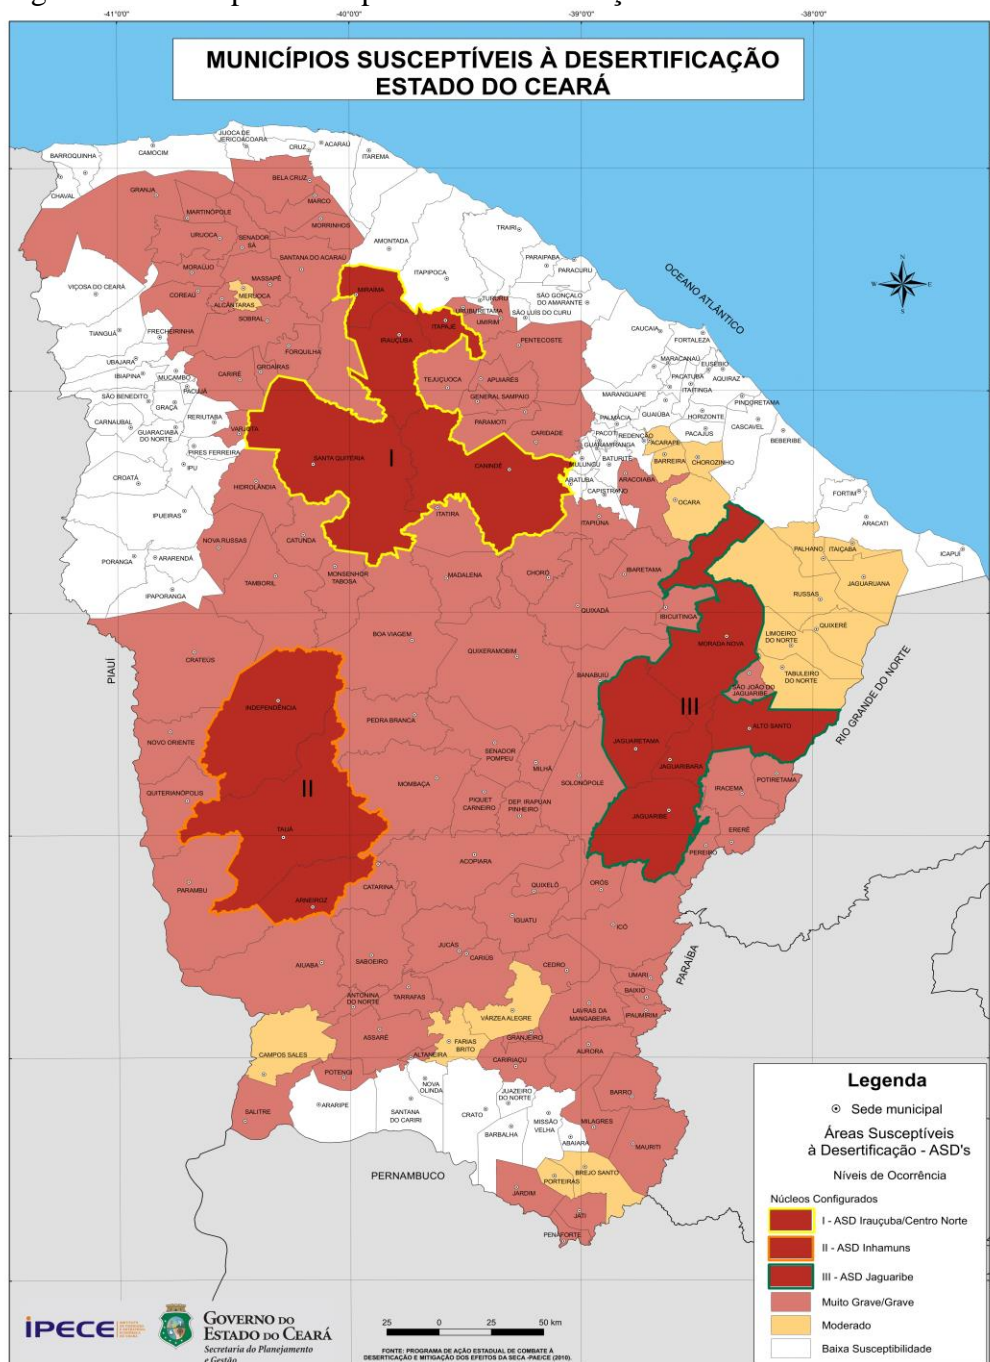 -41°0'0"
-40°0'0"
-39°0'0"
-38°0'0"
MUNICÍPIOS SUSCEPTÍVEIS À DESERTIFICAÇÃO
ESTADO DO CEARÁ
JIJOCA DE
JERICOACOARA
CRUZ
ACARAÚ
ITAREMA
BARROQUINHA
CAMOCIM
CHAVAL
GRANJA
BELA CRUZ
MARCO
MARTINÓPOLE
MORRINHOS
URUOCA
SENADOR
SÁ
AMONTADA
TRAIRI
SANTANA DO ACARAÚ
PARAIPABA
PARACURU
OCEANO ATLÂNTICO
MORAÚJO
MASSAPÊ
ITAPIPOCA
VIÇOSA DO CEARÁ
COREAÚ
MERUOCA
ALCÂNTARAS
MIRAÍMA
TURURU
SÃO GONÇALO
DO AMARANTE
URUBURETAMA
UMIRIM
SÃO LUÍS DO CURU
SOBRAL
ITAPAJÉ
TIANGUÁ
FRECHEIRINHA
IRAUÇUBA
CAUCAIA
FORTALEZA
FORQUILHA
PENTECOSTE
UBAJARA
IBIAPINA
MUCAMBO
GROAÍRAS
CARIRÉ
MARACANAÚ
EUSÉBIO
PACATUBA
AQUIRAZ
ITAITINGA
TEJUÇUOCA
APUIARÉS
PACUJÁ
SÃO BENEDITO
GRAÇA
GENERAL SAMPAIO
MARANGUAPE
GUAIÚBA
HORIZONTE
PINDORETAMA
CARNAUBAL
RERIUTABA
GUARACIABA
DO NORTE
VARJOTA
PARAMOTI
PALMÁCIA
PACOTI
REDENÇÃO
PACAJUS
CASCAVEL
BEBERIBE
CARIDADE
GUARAMIRANGA
ACARAPE
PIRES FERREIRA
IPU
SANTA QUITÉRIA
I
CANINDÉ
MULUNGU
BATURITÉ
BARREIRA
CHOROZINHO
ARATUBA
ARACOIABA
CROATÁ
HIDROLÂNDIA
CAPISTRANO
OCARA
FORTIM
IPUEIRAS
ITATIRA
ITAPIÚNA
ARACATI
NOVA RUSSAS
CATUNDA
PORANGA
ARARENDÁ
PALHANO
ITAIÇABA
ICAPUÍ
TAMBORIL
MONSENHOR
TABOSA
MADALENA
CHORÓ
IBARETAMA
JAGUARUANA
IPAPORANGA
RUSSAS
QUIXADÁ
IBICUITINGA
QUIXERÉ
BOA VIAGEM
LIMOEIRO
DO NORTE
MORADA NOVA
CRATEÚS
QUIXERAMOBIM
TABULEIRO
DO NORTE
PIAUÍ
BANABUIÚ
SÃO JOÃO DO
JAGUARIBE
RIO GRANDE DO NORTE
INDEPENDÊNCIA
III
PEDRA BRANCA
ALTO SANTO
NOVO ORIENTE
JAGUARETAMA
SENADOR
POMPEU
MILHÃ
JAGUARIBARA
MOMBAÇA
SOLONÓPOLE
POTIRETAMA
IRACEMA
QUITERIANÓPOLIS
II
PIQUET
CARNEIRO
DEP. IRAPUAN
PINHEIRO
JAGUARIBE
TAUÁ
ERERÊ
PEREIRO
ACOPIARA
PARAMBU
CATARINA
QUIXELÔ
ORÓS
ARNEIROZ
IGUATU
ICÓ
JUCÁS
CARIÚS
AIUABA
SABOEIRO
CEDRO
UMARI
PARAÍBA
BAIXIO
ANTONINA
DO NORTE
TARRAFAS
VÁRZEA ALEGRE
LAVRAS DA
MANGABEIRA
IPAUMIRIM
ASSARÉ
FARIAS
BRITO
GRANJEIRO
CAMPOS SALES
ALTANEIRA
CARIRIAÇU
AURORA
POTENGI
NOVA
OLINDA
JUAZEIRO
DO NORTE
BARRO
ARARIPE
SANTANA
DO CARIRI
CRATO
MISSÃO
VELHA
SALITRE
MILAGRES
BARBALHA
ABAIARA
MAURITI
PERNAMBUCO
PORTEIRAS
BREJO SANTO
JARDIM
JATI
PENAFORTE
Legenda
Sede municipal
Áreas Susceptíveis
à Desertificação - ASD's
Níveis de Ocorrência
Núcleos Configurados
I - ASD Irauçuba/Centro Norte
II - ASD Inhamuns
III - ASD Jaguaribe
Muito Grave/Grave
Moderado
Baixa Susceptibilidade
iPECE
GOVERNO DO
ESTADO DO CEARÁ
Secretaria do Planejamento
e Gestão
25 0 25 50 km
FONTE: PROGRAMA DE AÇÃO ESTADUAL DE COMBATE À
DESERTICAÇÃO E MITIGAÇÃO DOS EFEITOS DA SECA -PAE/CE (2010).